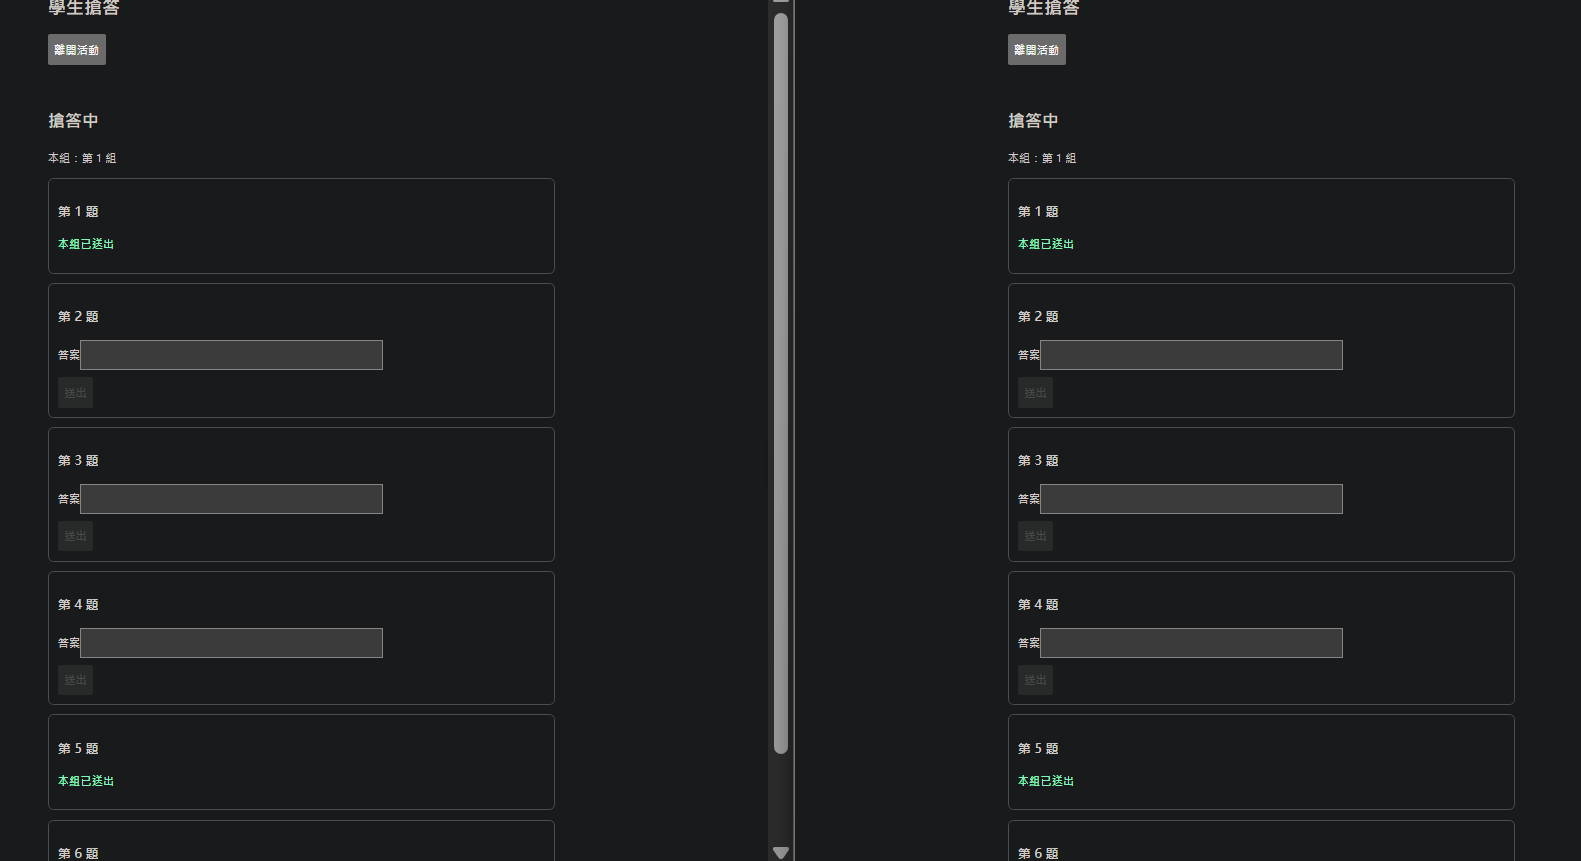 學生搶答
離開活動
搶答中
本組：第 1 組
第 1 題
本組已送出
第 2 題
答案
送出
第 3 題
答案
送出
第 4 題
答案
送出
第 5 題
本組已送出
第 6 題
學生搶答
離開活動
搶答中
本組：第 1 組
第 1 題
本組已送出
第 2 題
答案
送出
第 3 題
答案
送出
第 4 題
答案
送出
第 5 題
本組已送出
第 6 題